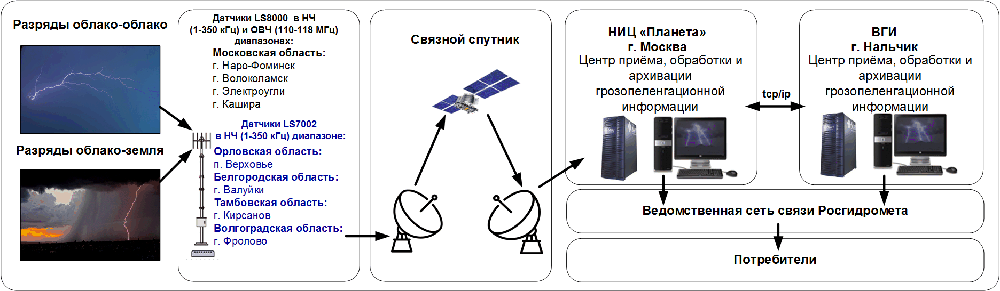 Разряды облако-облако
Разряды облако-земля
Датчики LS8000 в НЧ
(1-350 кГц) и ОВЧ (110-118 МГц)
диапазонах:
Московская область:
г. Наро-Фоминск
г. Волоколамск
г. Электроугли
г. Кашира
Датчики LS7002
в НЧ (1-350 кГц) диапазоне:
Орловская область:
п. Верховье
Белгородская область:
г. Валуйки
Тамбовская область:
г. Кирсанов
Волгоградская область:
г. Фролово
Связной спутник
НИЦ «Планета»
г. Москва
Центр приёма, обработки и
архивации
грозопеленгационной
информации
Sun
tcp/ip
ВГИ
г. Нальчик
Центр приёма, обработки и
архивации
грозопеленгационной
информации
Sun
Ведомственная сеть связи Росгидромета
Потребители